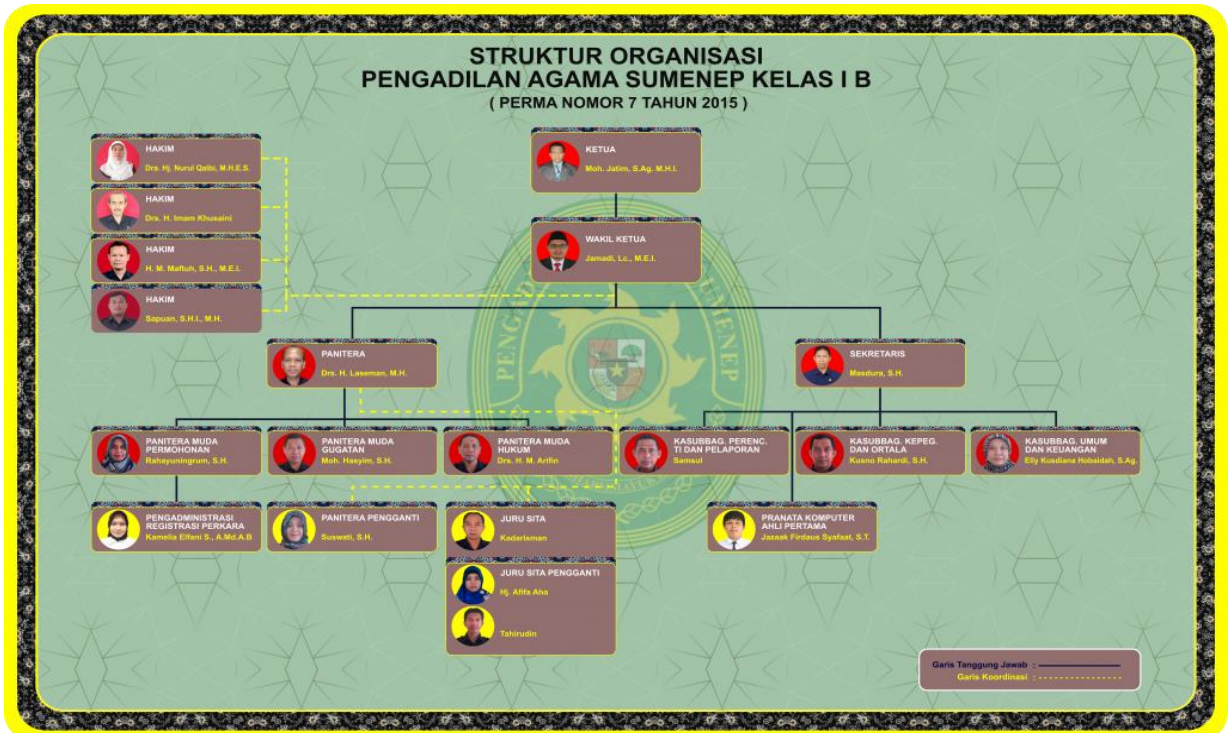 STRUKTUR ORGANISASI
PENGADILAN AGAMA SUMENEP KELAS I B
( PERMA NOMOR 7 TAHUN 2015 )
HAKIM
Drs. Hj. Nurul Qalbi, M.H.E.S.
HAKIM
Drs. H. Imam Khusaini
HAKIM
H. M. Maftuh, S.H., M.E.I.
HAKIM
Sapuan, S.H.I., M.H.
KETUA
Moh. Jatim, S.Ag. M.H.I.
WAKIL KETUA
Jamadi, Lc., M.E.I.
PANITERA
Drs. H. Laseman, M.H.
SEKRETARIS
Masdura, S.H.
PANITERA MUDA
PERMOHONAN
Rahayuningrum, S.H.
PANITERA MUDA
GUGATAN
Moh. Hasyim, S.H.
PANITERA MUDA
HUKUM
Drs. H. M. Arifin
KASUBBAG. PERENC.
TI DAN PELAPORAN
Samsul
KASUBBAG. KEPEG.
DAN ORTALA
Kusno Rahardi, S.H.
KASUBBAG. UMUM
DAN KEUANGAN
Elly Kusdiana Hobaidah, S.Ag.
PENGADMINISTRASI
REGISTRASI PERKARA
Kamelia Elfani S., A.Md.A.B
PANITERA PENGGANTI
Suswati, S.H.
JURU SITA
Kadarisman
JURU SITA PENGGANTI
Hj. Afifa Aha
Tahirudin
PRANATA KOMPUTER
AHLI PERTAMA
Jazaak Firdaus Syafaat, S.T.
Garis Tanggung Jawab :
Garis Koordinasi :